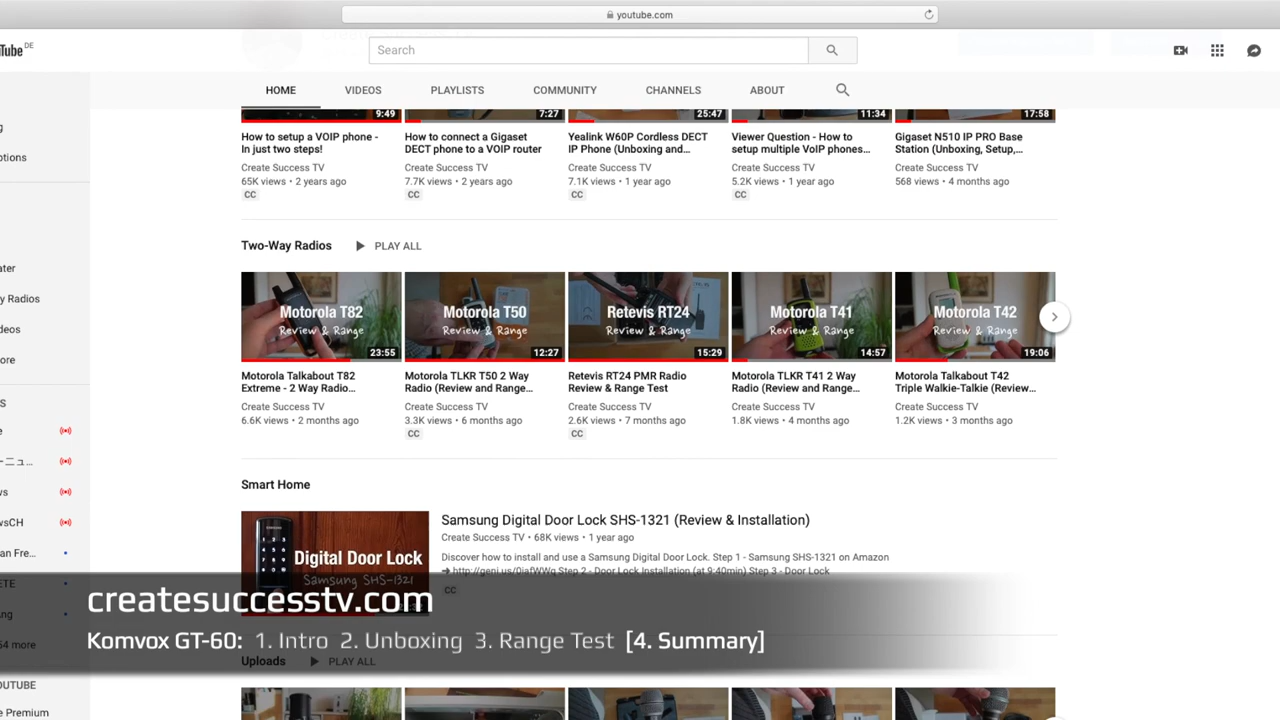 youtube.com
Tube DE
Search
HOME VIDEOS PLAYLISTS COMMUNITY CHANNELS ABOUT
9:49 7:27 25:47 11:34 17:58
How to setup a VOIP phone - In just two steps!
Create Success TV
65K views • 2 years ago
CC
How to connect a Gigaset DECT phone to a VOIP router
Create Success TV
7.7K views • 2 years ago
CC
Yealink W60P Cordless DECT IP Phone (Unboxing and...
Create Success TV
7.1K views • 1 year ago
CC
Viewer Question - How to setup multiple VoIP phones...
Create Success TV
5.2K views • 1 year ago
CC
Gigaset N510 IP PRO Base Station (Unboxing, Setup,...
Create Success TV
568 views • 4 months ago
Two-Way Radios PLAY ALL
Motorola T82
Review & Range
23:55
Motorola T50
Review & Range
12:27
Retevis RT24
Review & Range
15:29
Motorola T41
Review & Range
14:57
Motorola T42
Review & Range
19:06
Motorola Talkabout T82 Extreme - 2 Way Radio...
Create Success TV
6.6K views • 2 months ago
Motorola TLKR T50 2 Way Radio (Review and Range...
Create Success TV
3.3K views • 6 months ago
CC
Retevis RT24 PMR Radio Review & Range Test
Create Success TV
2.6K views • 7 months ago
CC
Motorola TLKR T41 2 Way Radio (Review and Range...
Create Success TV
1.8K views • 4 months ago
Motorola Talkabout T42 Triple Walkie-Talkie (Review...
Create Success TV
1.2K views • 3 months ago
Smart Home
Digital Door Lock
Samsung SHS-1321
Samsung Digital Door Lock SHS-1321 (Review & Installation)
Create Success TV • 68K views • 1 year ago
Discover how to install and use a Samsung Digital Door Lock. Step 1 - Samsung SHS-1321 on Amazon
CC
Uploads PLAY ALL
ptions
ater
y Radios
deos
ore
S
e
ーニュ...
ws
wsCH
an Fre...
ETE
ng
54 more
OUTUBE
e Premium
createsuccesstv.com
Komvox GT-60: 1. Intro 2. Unboxing 3. Range Test [4. Summary]